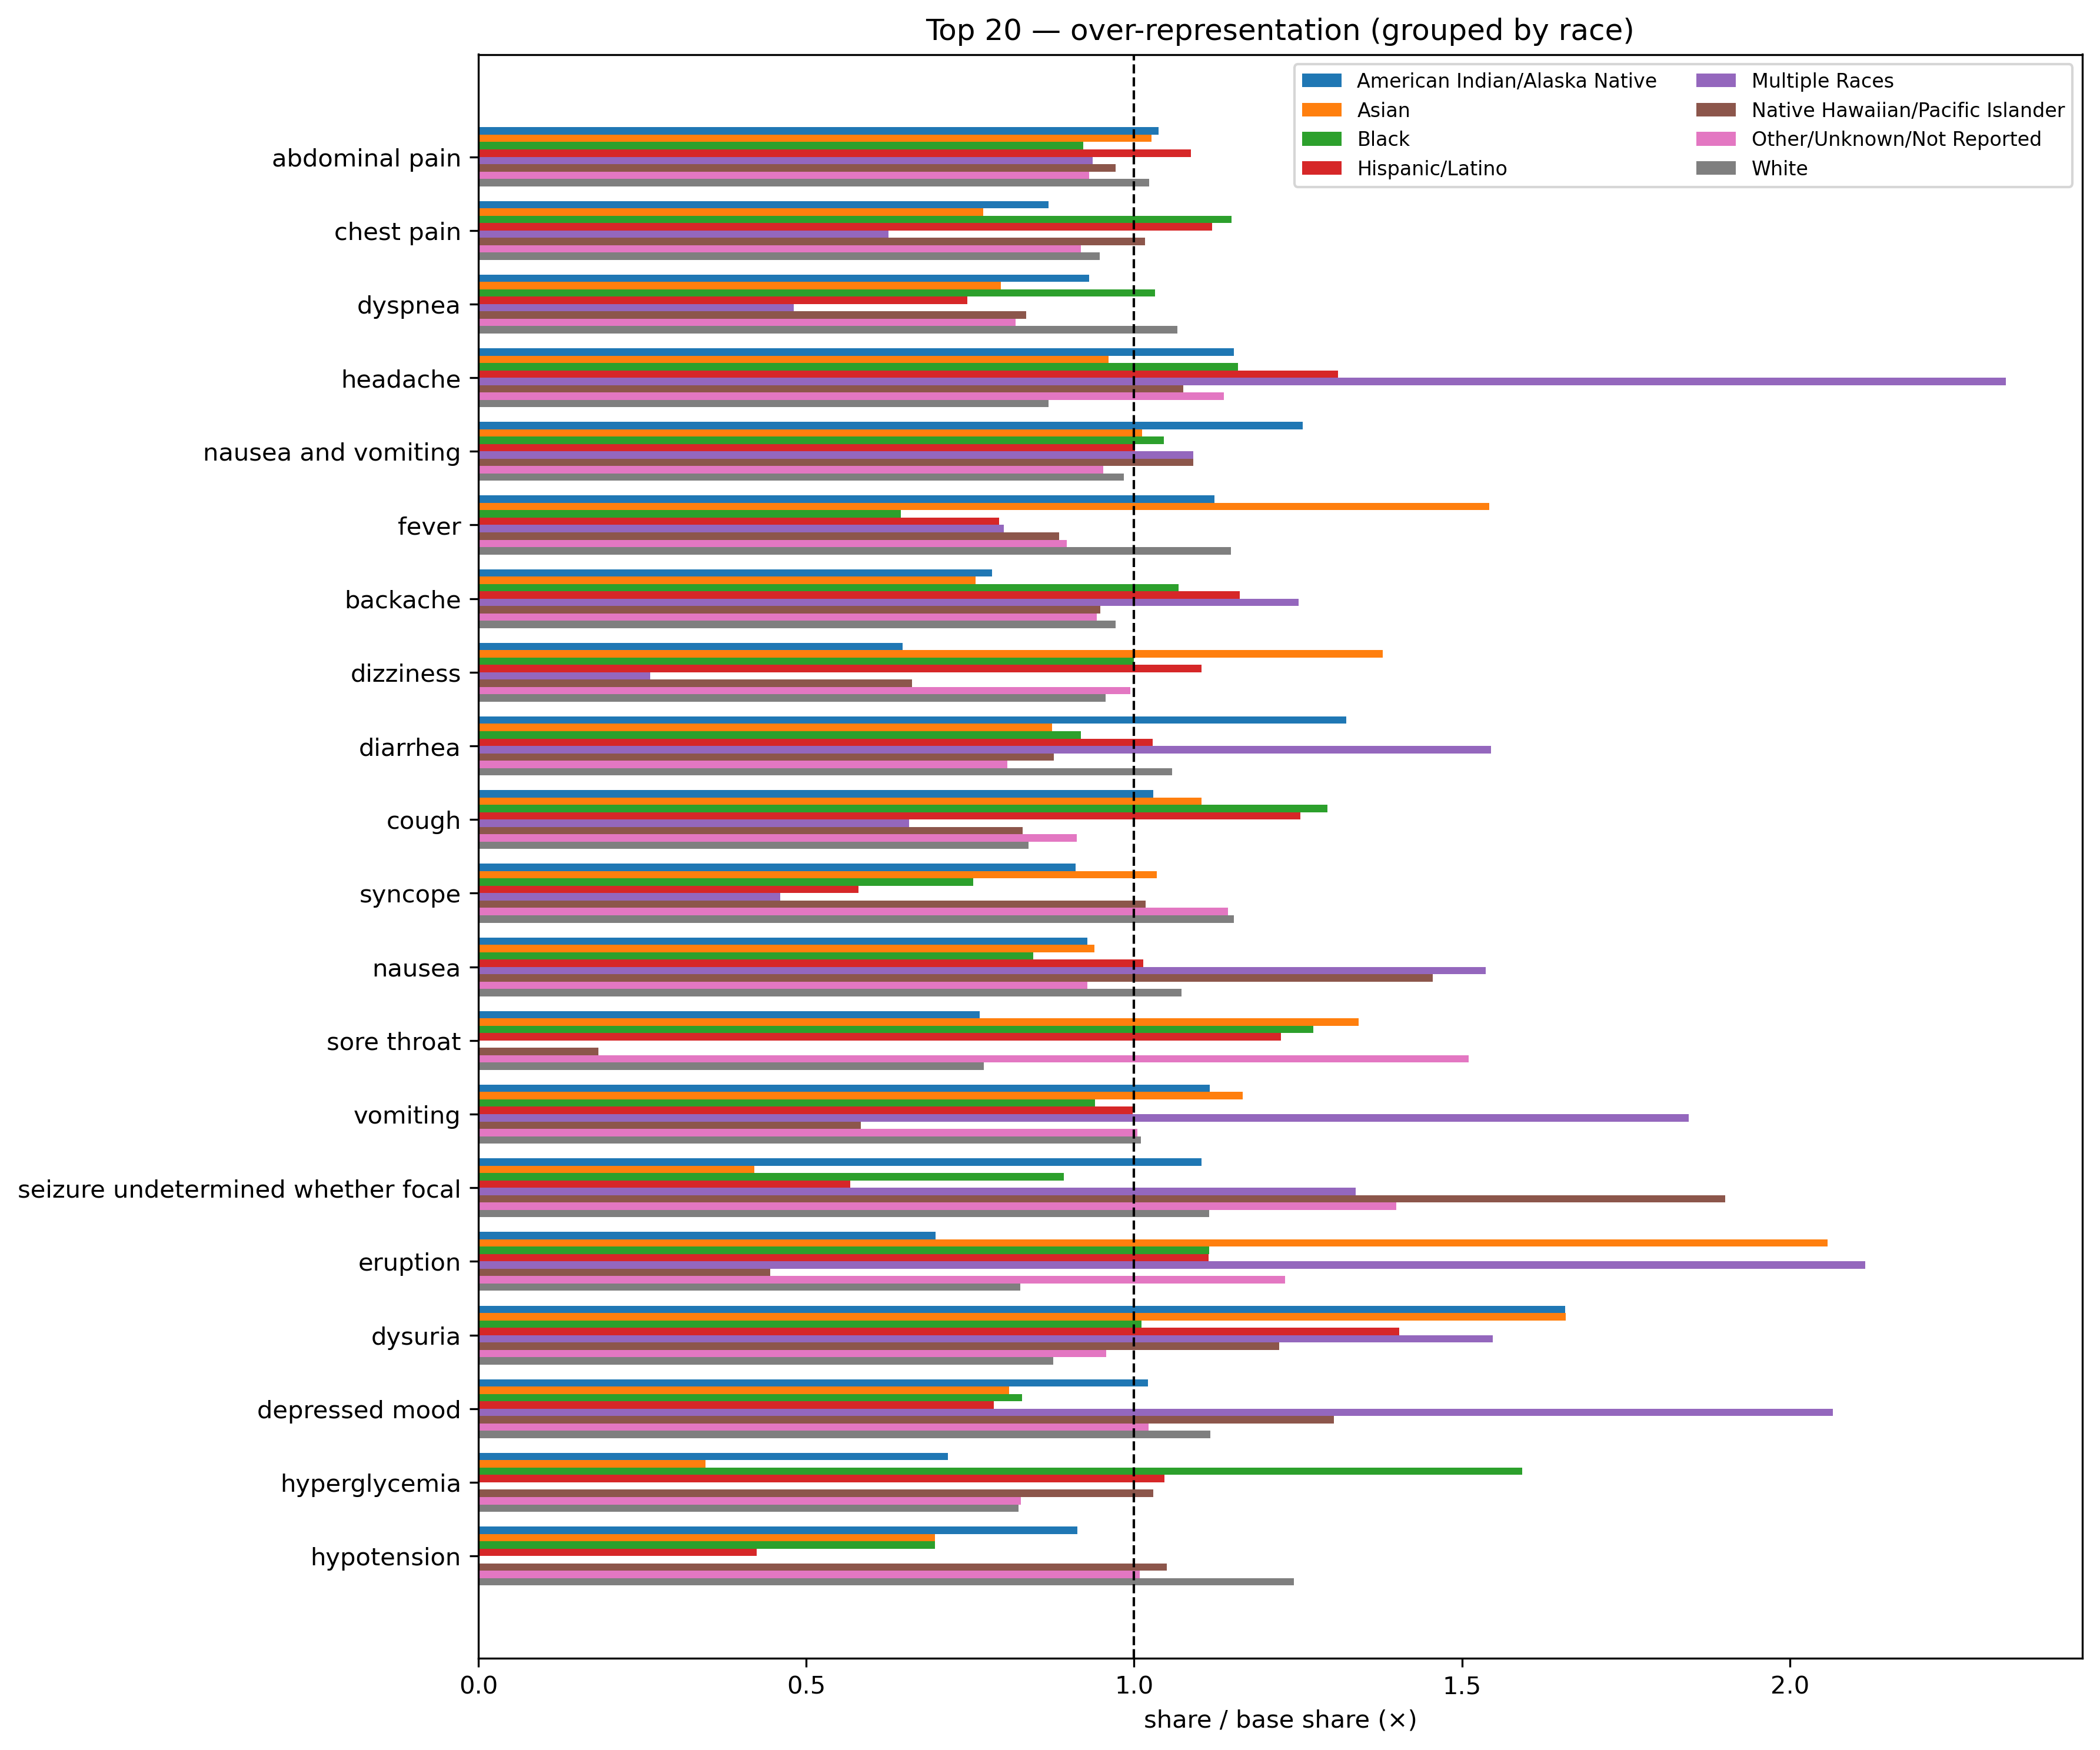 Top 20 — over-representation (grouped by race)
American Indian/Alaska Native
Asian
Black
Hispanic/Latino
Multiple Races
Native Hawaiian/Pacific Islander
Other/Unknown/Not Reported
White
abdominal pain
chest pain
dyspnea
headache
nausea and vomiting
fever
backache
dizziness
diarrhea
cough
syncope
nausea
sore throat
vomiting
seizure undetermined whether focal
eruption
dysuria
depressed mood
hyperglycemia
hypotension
0.0
0.5
1.0
1.5
2.0
share / base share (×)